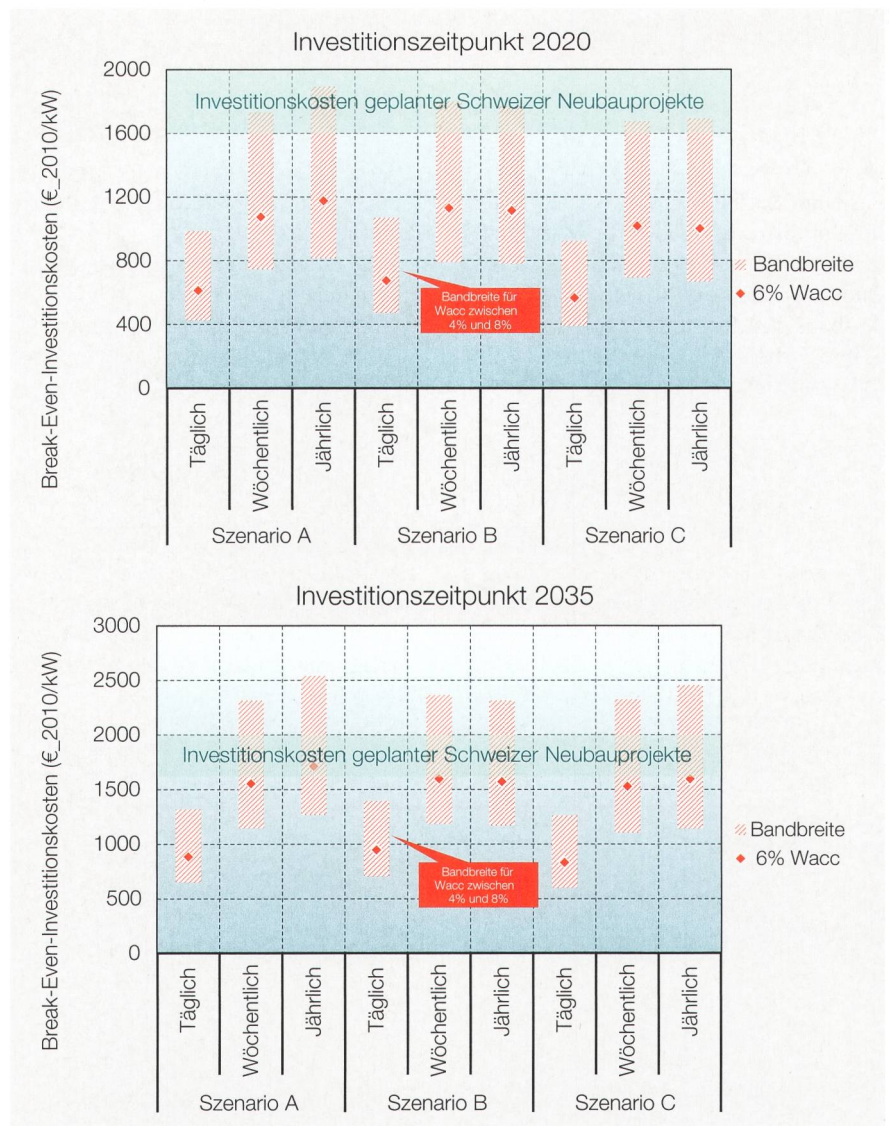 Investitionszeitpunkt 2020
Break-Even-Investitionskosten (€_2010/kW)
2000
1600
1200
800
400
0
Investitionskosten geplanter Schweizer Neubauprojekte
Bandbreite für
Wacc zwischen
4% und 8%
Bandbreite
6% Wacc
Täglich
Wöchentlich
Jährlich
Täglich
Wöchentlich
Jährlich
Täglich
Wöchentlich
Jährlich
Szenario A
Szenario B
Szenario C
Investitionszeitpunkt 2035
Break-Even-Investitionskosten (€_2010/kW)
3000
2500
2000
1500
1000
500
0
Investitionskosten geplanter Schweizer Neubauprojekte
Bandbreite für
Wacc zwischen
4% und 8%
Bandbreite
6% Wacc
Täglich
Wöchentlich
Jährlich
Täglich
Wöchentlich
Jährlich
Täglich
Wöchentlich
Jährlich
Szenario A
Szenario B
Szenario C